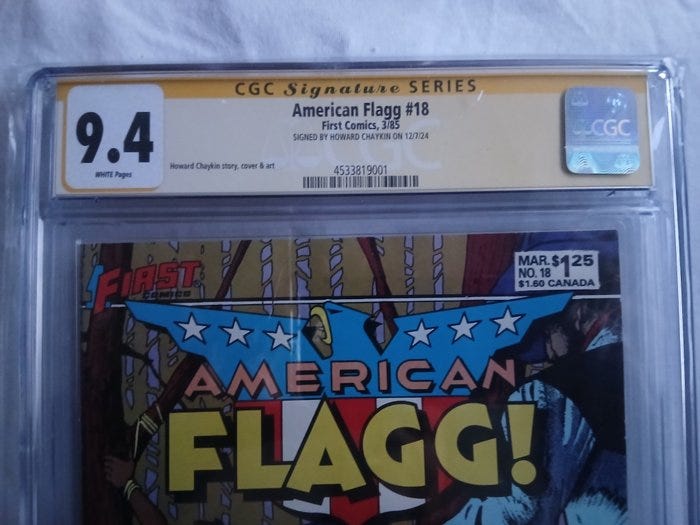 CGC Signature SERIES
9.4
WHITE Pages
American Flagg #18
First Comics, 3/85
SIGNED BY HOWARD CHAYKIN ON 12/7/24
Howard Chaykin story, cover & art
4533819001
CGC
FIRST
COMICS
MAR. $1.25
NO. 18
$1.60 CANADA
AMERICAN
FLAGG!